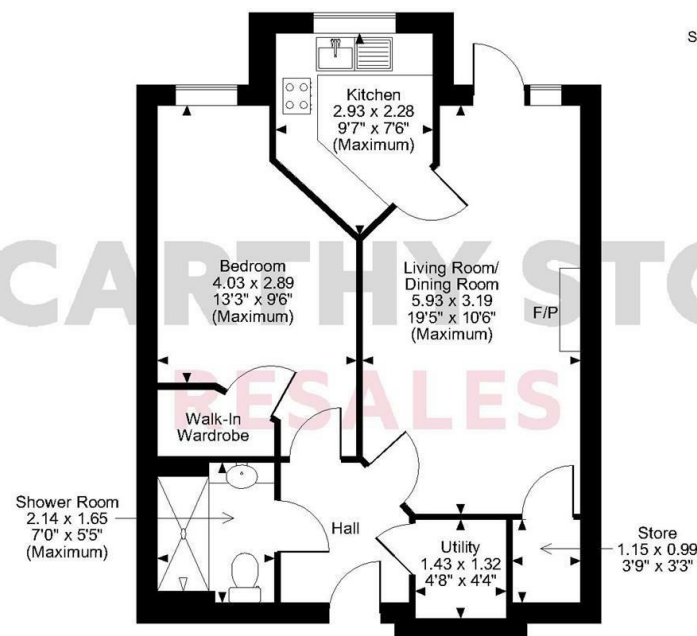 S
Kitchen
2.93 x 2.28
9'7" x 7'6"
(Maximum)
Bedroom
4.03 x 2.89
13'3" x 9'6"
(Maximum)
Living Room/
Dining Room
5.93 x 3.19
19'5" x 10'6"
(Maximum)
F/P
CARTHY STO
RESALES
Walk-In
Wardrobe
Shower Room
2.14 x 1.65
7'0" x 5'5"
(Maximum)
Hall
Utility
1.43 x 1.32
4'8" x 4'4"
Store
1.15 x 0.99
3'9" x 3'3"